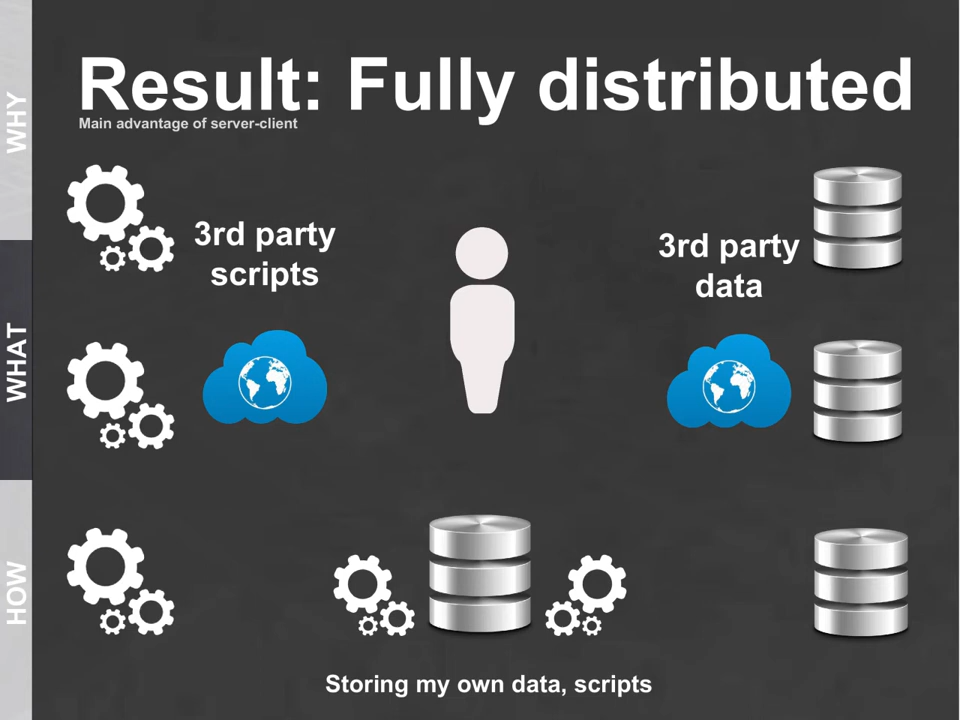 Result: Fully distributed
Main advantage of server-client
WHY
WHAT
HOW
3rd party
scripts
3rd party
data
Storing my own data, scripts